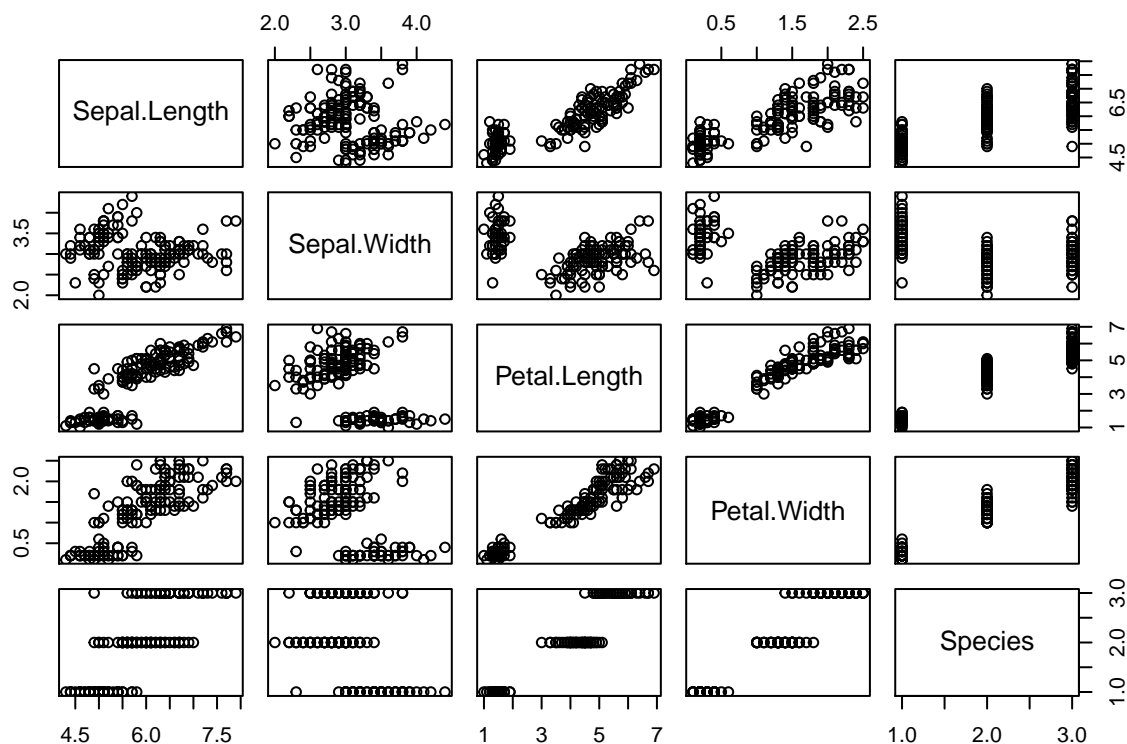 2.0 3.0 4.0
0.5 1.5 2.5
Sepal.Length
4.5 6.5
2.0 3.5
Sepal.Width
Petal.Length
1 3 5 7
0.5 2.0
Petal.Width
Species
1.0 2.0 3.0
4.5 6.0 7.5
1 3 5 7
1.0 2.0 3.0